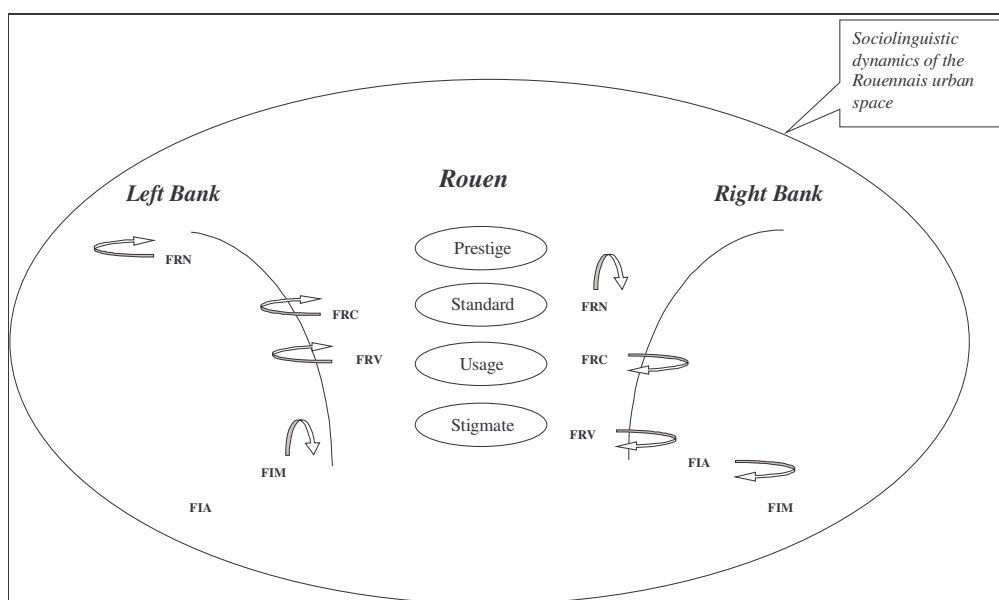 Sociolinguistic
dynamics of the
Rouennais urban
space
Rouen
Left Bank
Right Bank
Prestige
FRN
Standard
FRN
FRC
FRV
Usage
FRC
Stigmate
FRV
FIM
FIA
FIA
FIM